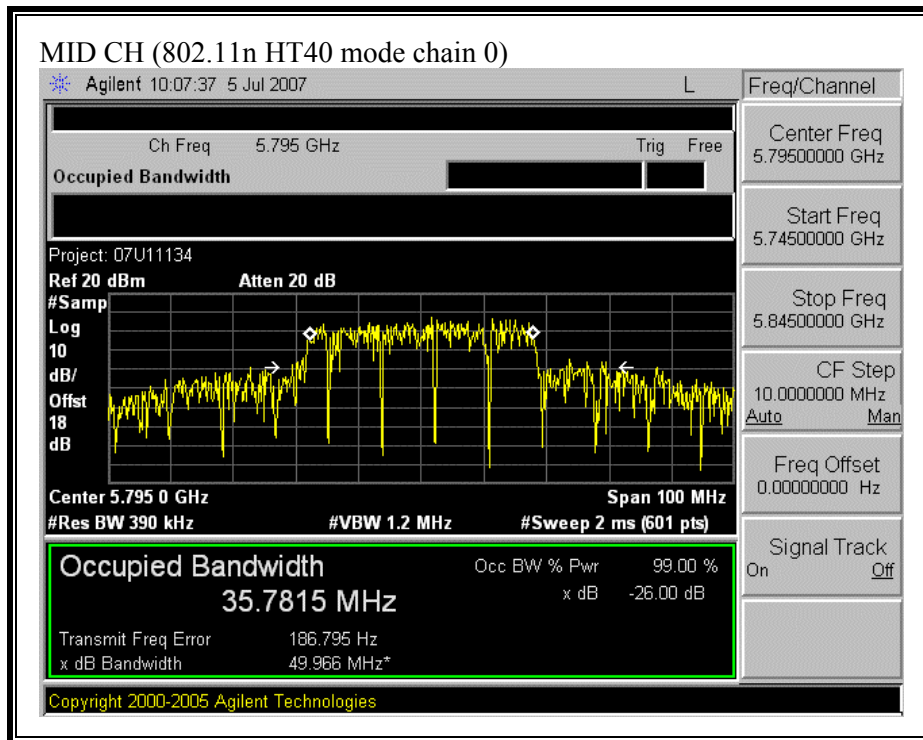 MID CH (802.11n HT40 mode chain 0)
Agilent 10:07:37 5 Jul 2007 L
Freq/Channel
Ch Freq 5.795 GHz Trig Free
Occupied Bandwidth
Center Freq
5.79500000 GHz
Start Freq
5.74500000 GHz
Stop Freq
5.84500000 GHz
CF Step
10.0000000 MHz
Auto Man
Freq Offset
0.00000000 Hz
Signal Track
On Off
Project: 07U11134
Ref 20 dBm Atten 20 dB
#Samp
Log
10
dB/
Offst
18
dB
Center 5.795 0 GHz Span 100 MHz
#Res BW 390 kHz #VBW 1.2 MHz #Sweep 2 ms (601 pts)
Occupied Bandwidth Occ BW % Pwr 99.00 %
35.7815 MHz x dB -26.00 dB
Transmit Freq Error 186.795 Hz
x dB Bandwidth 49.966 MHz*
Copyright 2000-2005 Agilent Technologies